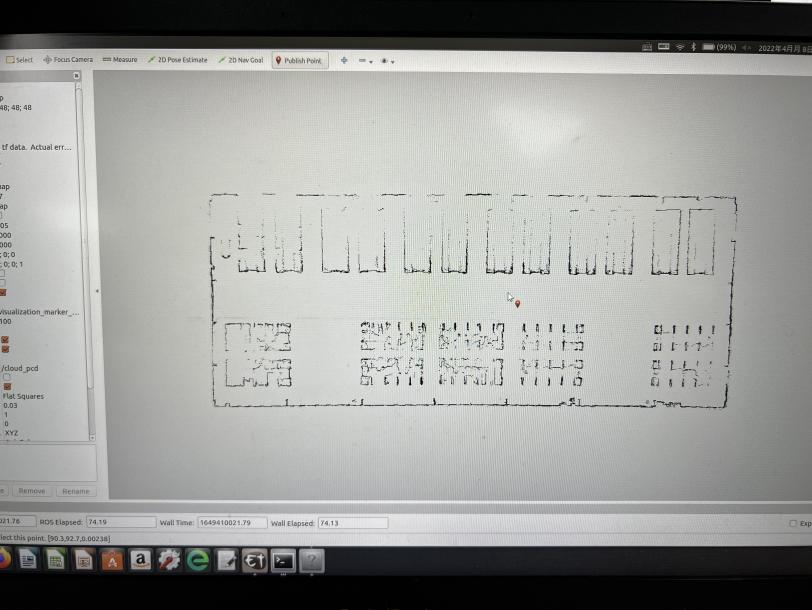 (99%) 2022年4月 8日
Select Focus Camera Measure 2D Pose Estimate 2D Nav Goal Publish Point
48; 48; 48
tf data. Actual err...
map
05
000
000
; 0; 0
; 0; 0; 1
visualization_marker_...
100
/cloud_pcd
Flat Squares
0.03
1
0
XYZ
Remove Rename
021.76 ROS Elapsed: 74.19 Wall Time: 1649410021.79 Wall Elapsed: 74.13 Exp
lect this point. [90.3,92.7,0.00238]